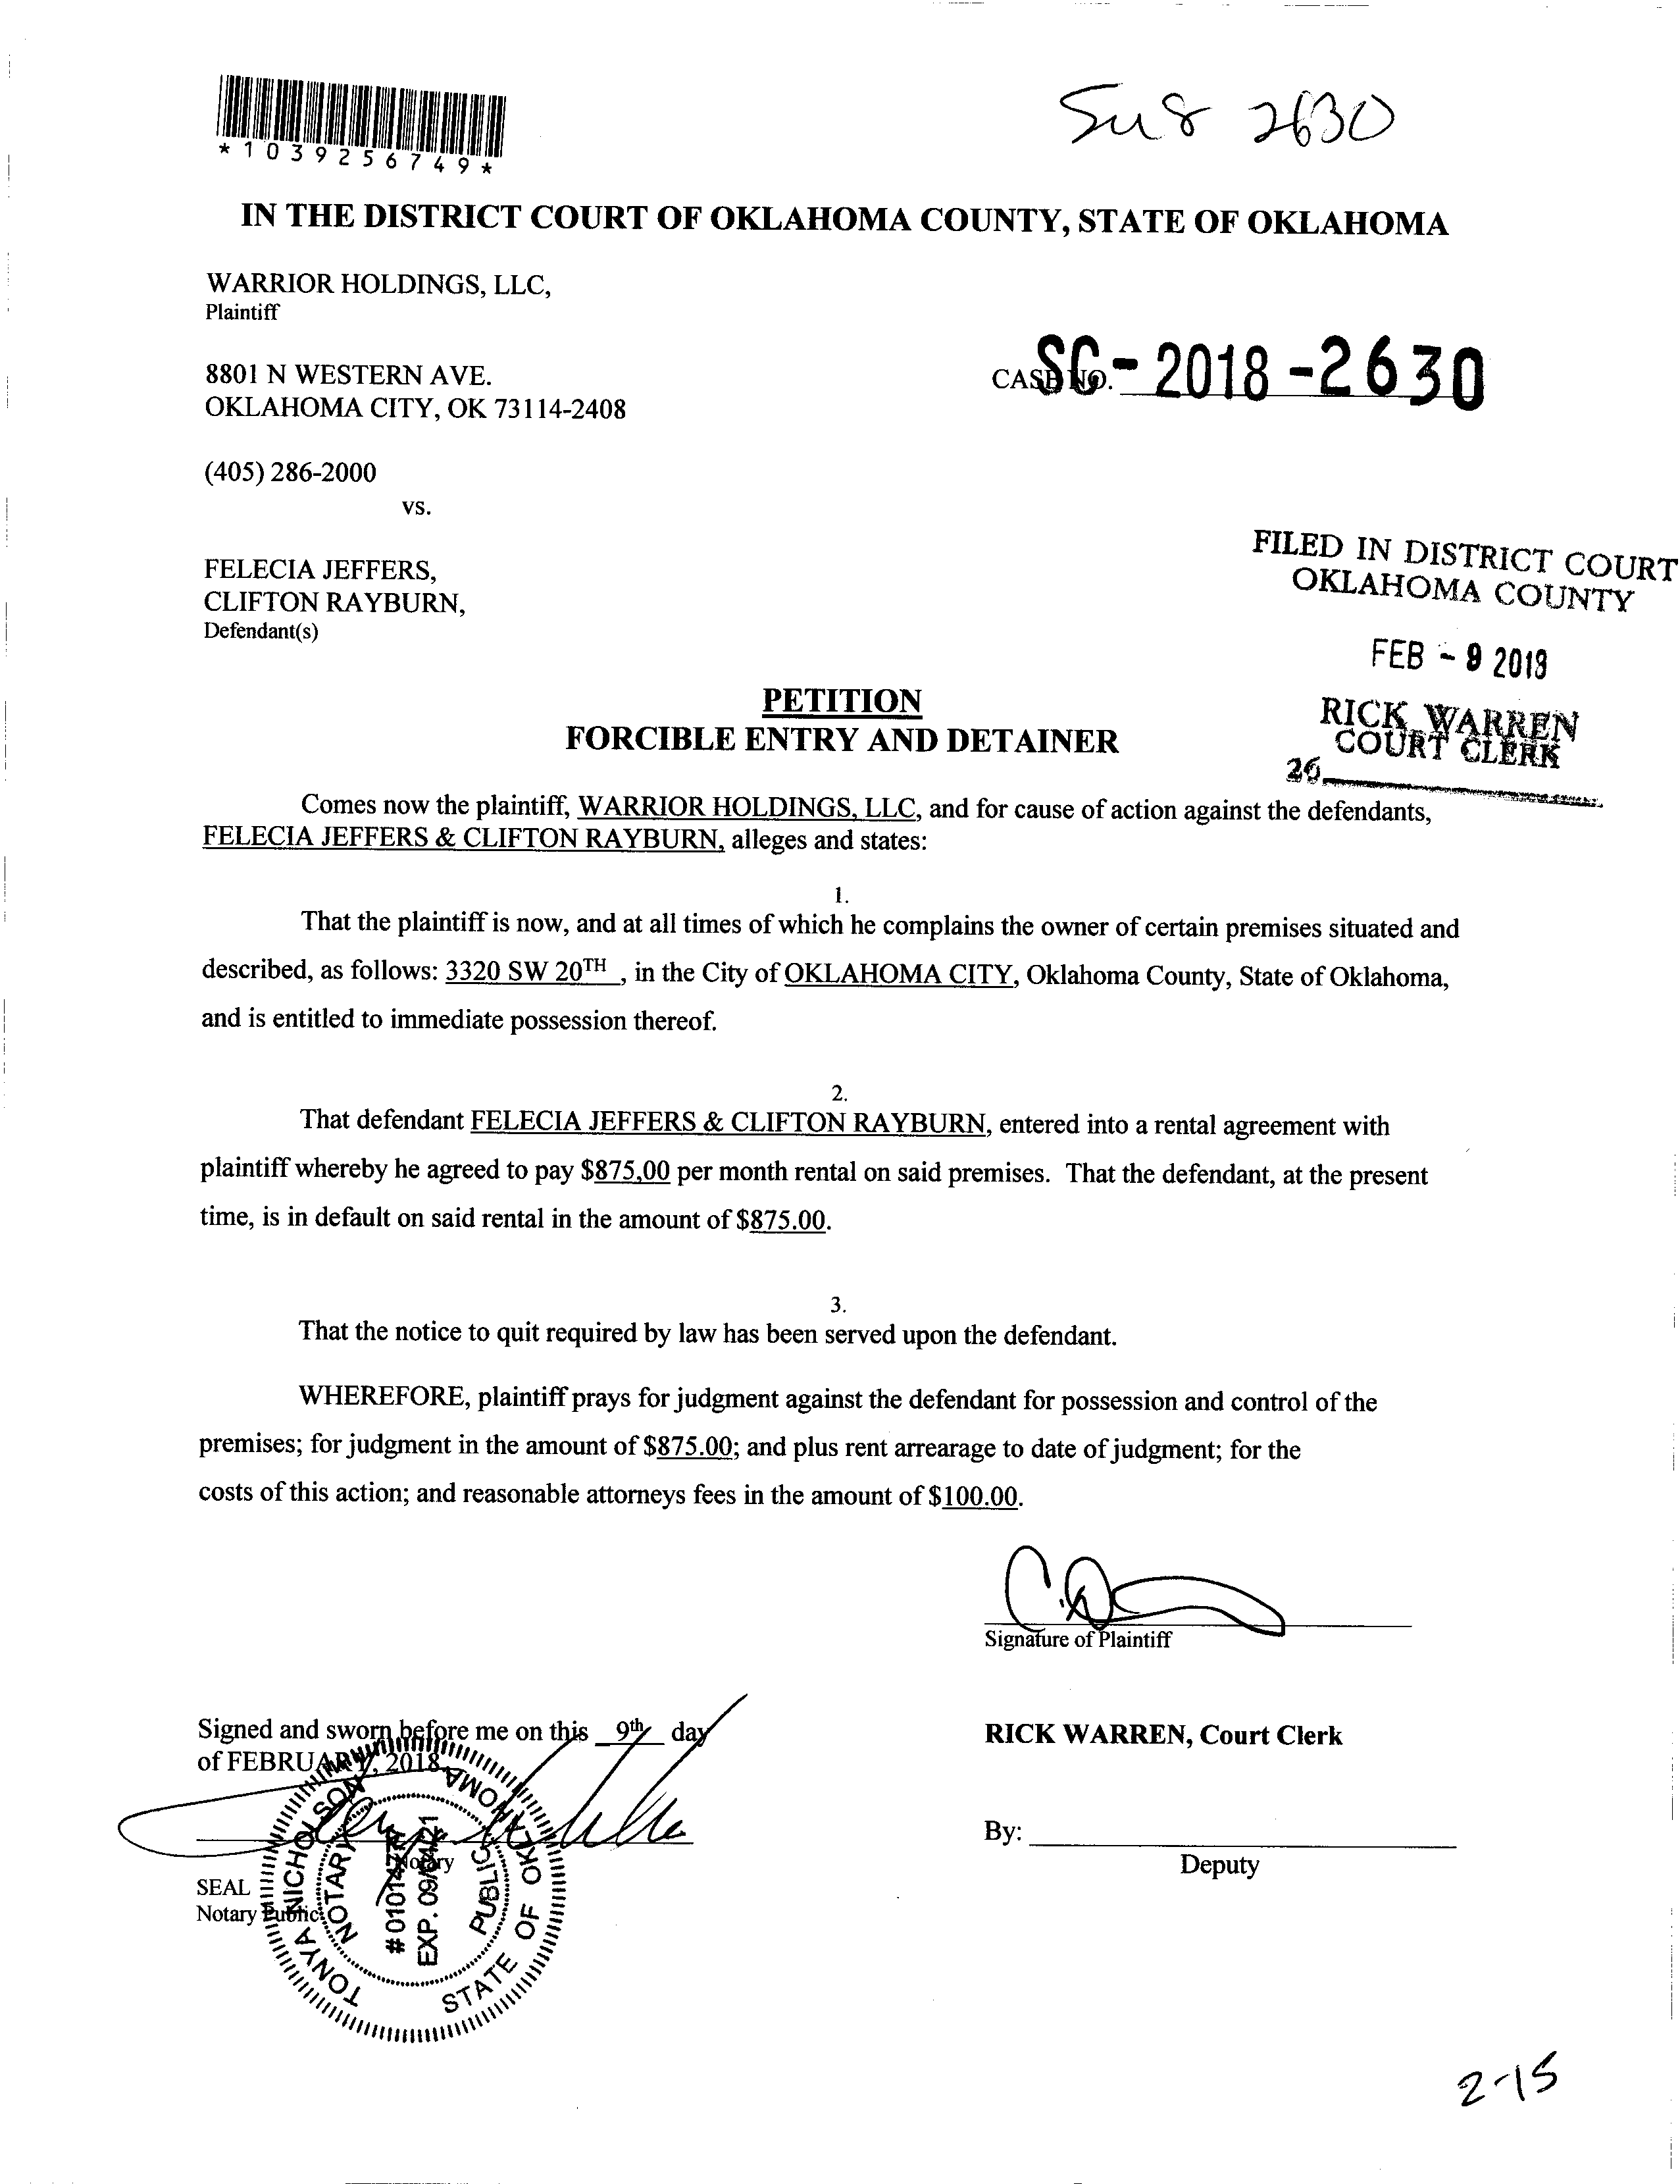 *1039256749*
2630
IN THE DISTRICT COURT OF OKLAHOMA COUNTY, STATE OF OKLAHOMA
WARRIOR HOLDINGS, LLC,
Plaintiff
8801 N WESTERN AVE.
OKLAHOMA CITY, OK 73114-2408
CASE NO. SC-2018-2630
(405) 286-2000
vs.
FELECIA JEFFERS,
CLIFTON RAYBURN,
Defendant(s)
FILED IN DISTRICT COURT
OKLAHOMA COUNTY
FEB - 9 2018
RICK WARREN
COURT CLERK
26
PETITION
FORCIBLE ENTRY AND DETAINER
Comes now the plaintiff, WARRIOR HOLDINGS, LLC, and for cause of action against the defendants,
FELECIA JEFFERS & CLIFTON RAYBURN, alleges and states:
1.
That the plaintiff is now, and at all times of which he complains the owner of certain premises situated and
described, as follows: 3320 SW 20TH , in the City of OKLAHOMA CITY, Oklahoma County, State of Oklahoma,
and is entitled to immediate possession thereof.
2.
That defendant FELECIA JEFFERS & CLIFTON RAYBURN, entered into a rental agreement with
plaintiff whereby he agreed to pay $875.00 per month rental on said premises. That the defendant, at the present
time, is in default on said rental in the amount of $875.00.
3.
That the notice to quit required by law has been served upon the defendant.
WHEREFORE, plaintiff prays for judgment against the defendant for possession and control of the
premises; for judgment in the amount of $875.00; and plus rent arrearage to date of judgment; for the
costs of this action; and reasonable attorneys fees in the amount of $100.00.
Signature of Plaintiff
Signed and sworn before me on this 9th day
of FEBRUARY, 2018.
RICK WARREN, Court Clerk
By:
Deputy
Notary
SEAL
Notary Public
TONYA NICHOLSON
NOTARY PUBLIC
STATE OF OKLAHOMA
EXP. 09/
2-15